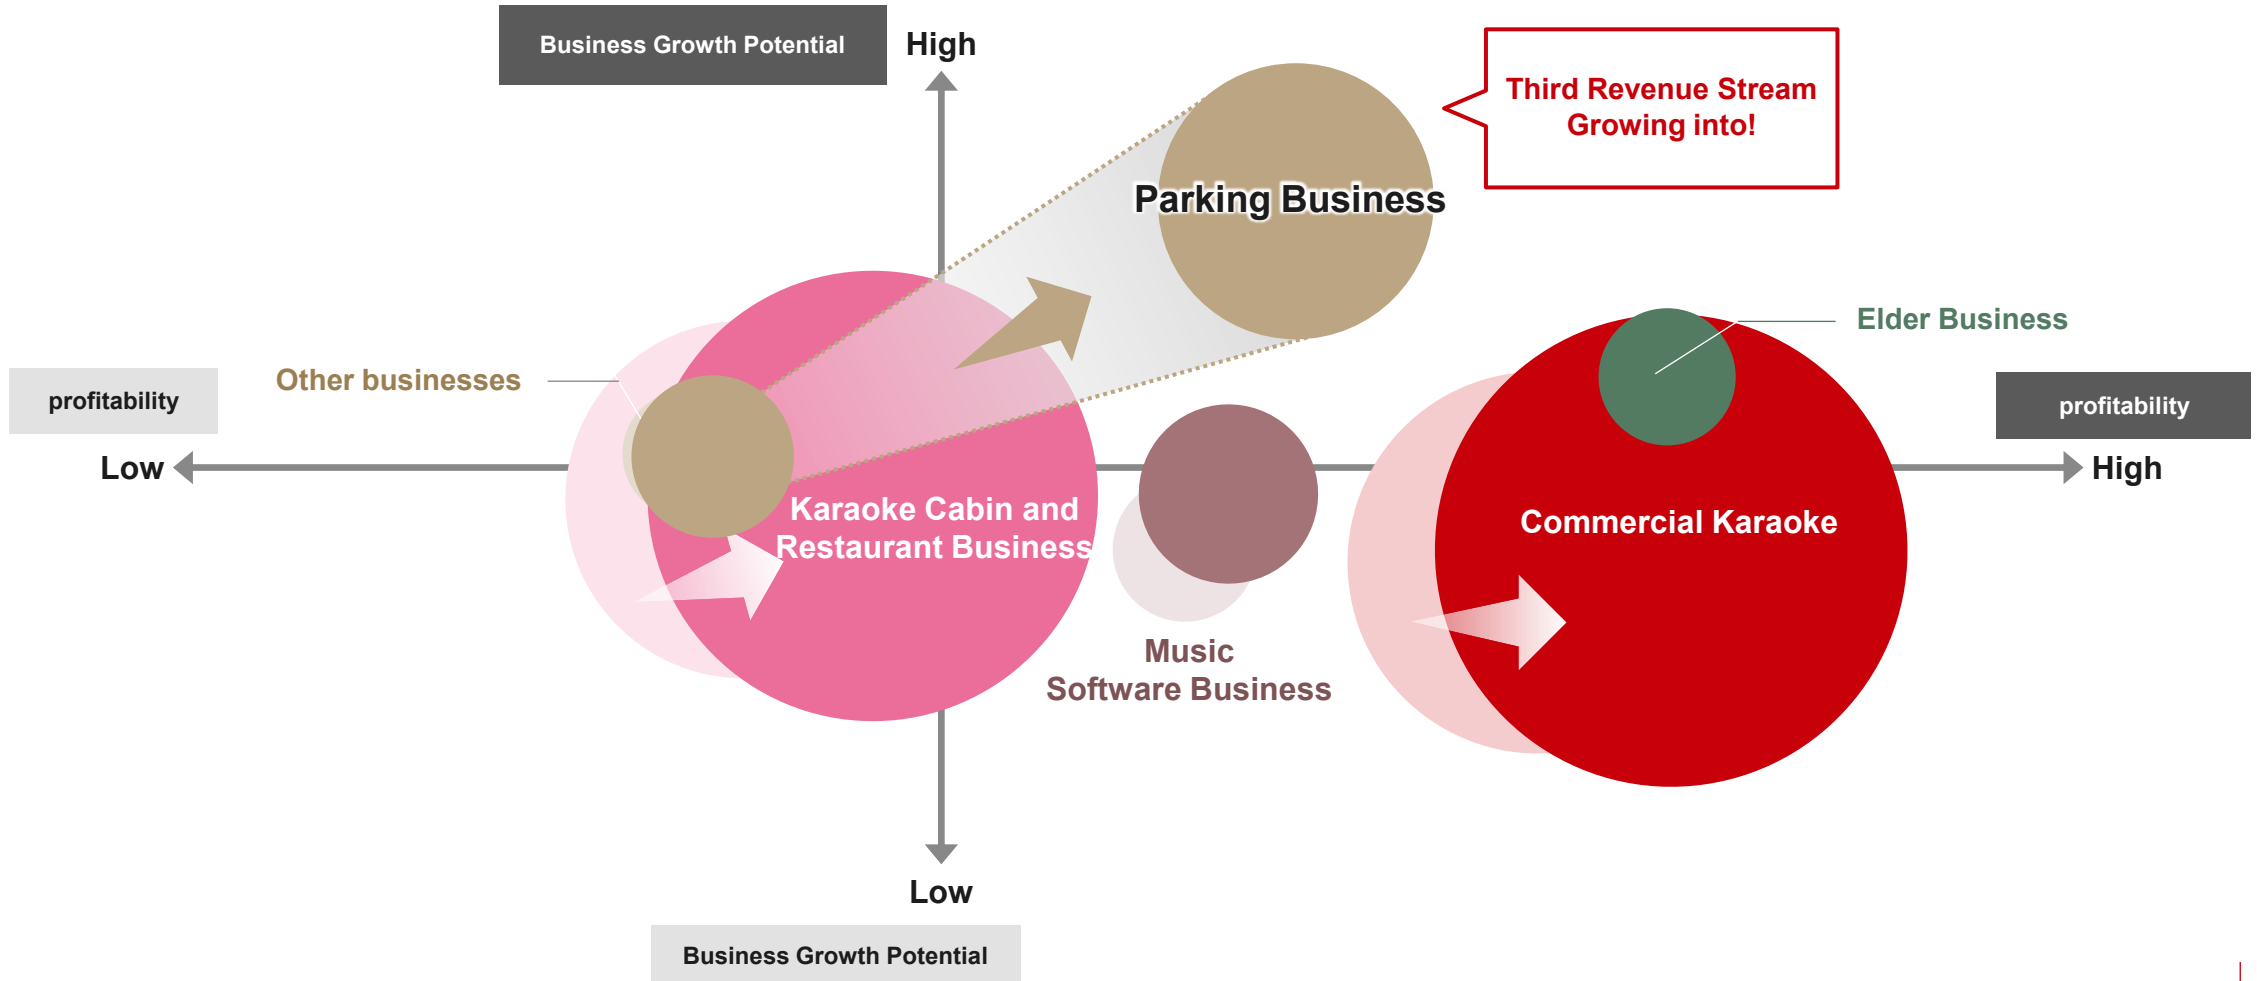 Business Growth Potential
High
Third Revenue Stream
Growing into!
Parking Business
Elder Business
Other businesses
profitability
profitability
Low
High
Karaoke Cabin and
Restaurant Business
Commercial Karaoke
Music
Software Business
Low
Business Growth Potential